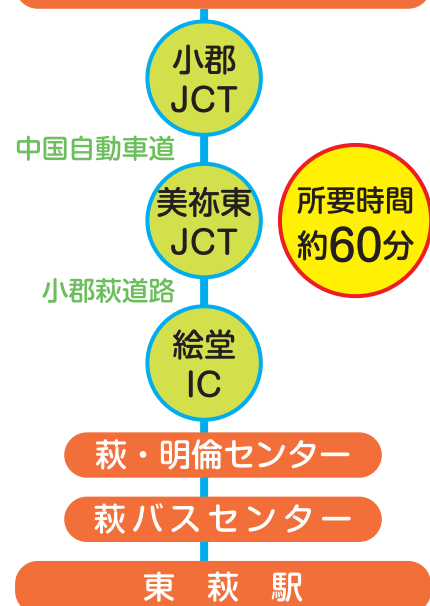 小郡
JCT
中国自動車道
美祢東
JCT
所要時間
約60分
小郡萩道路
絵堂
IC
萩・明倫センター
萩バスセンター
東萩駅